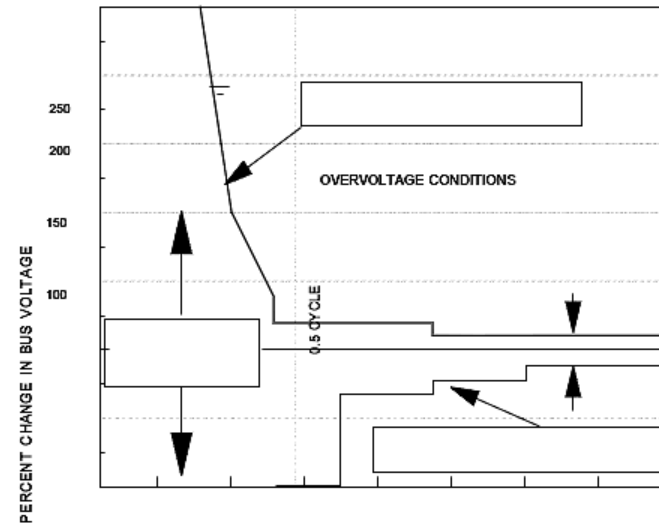 250
200
150
100
OVERVOLTAGE CONDITIONS
0.5 CYCLE
PERCENT CHANGE IN BUS VOLTAGE